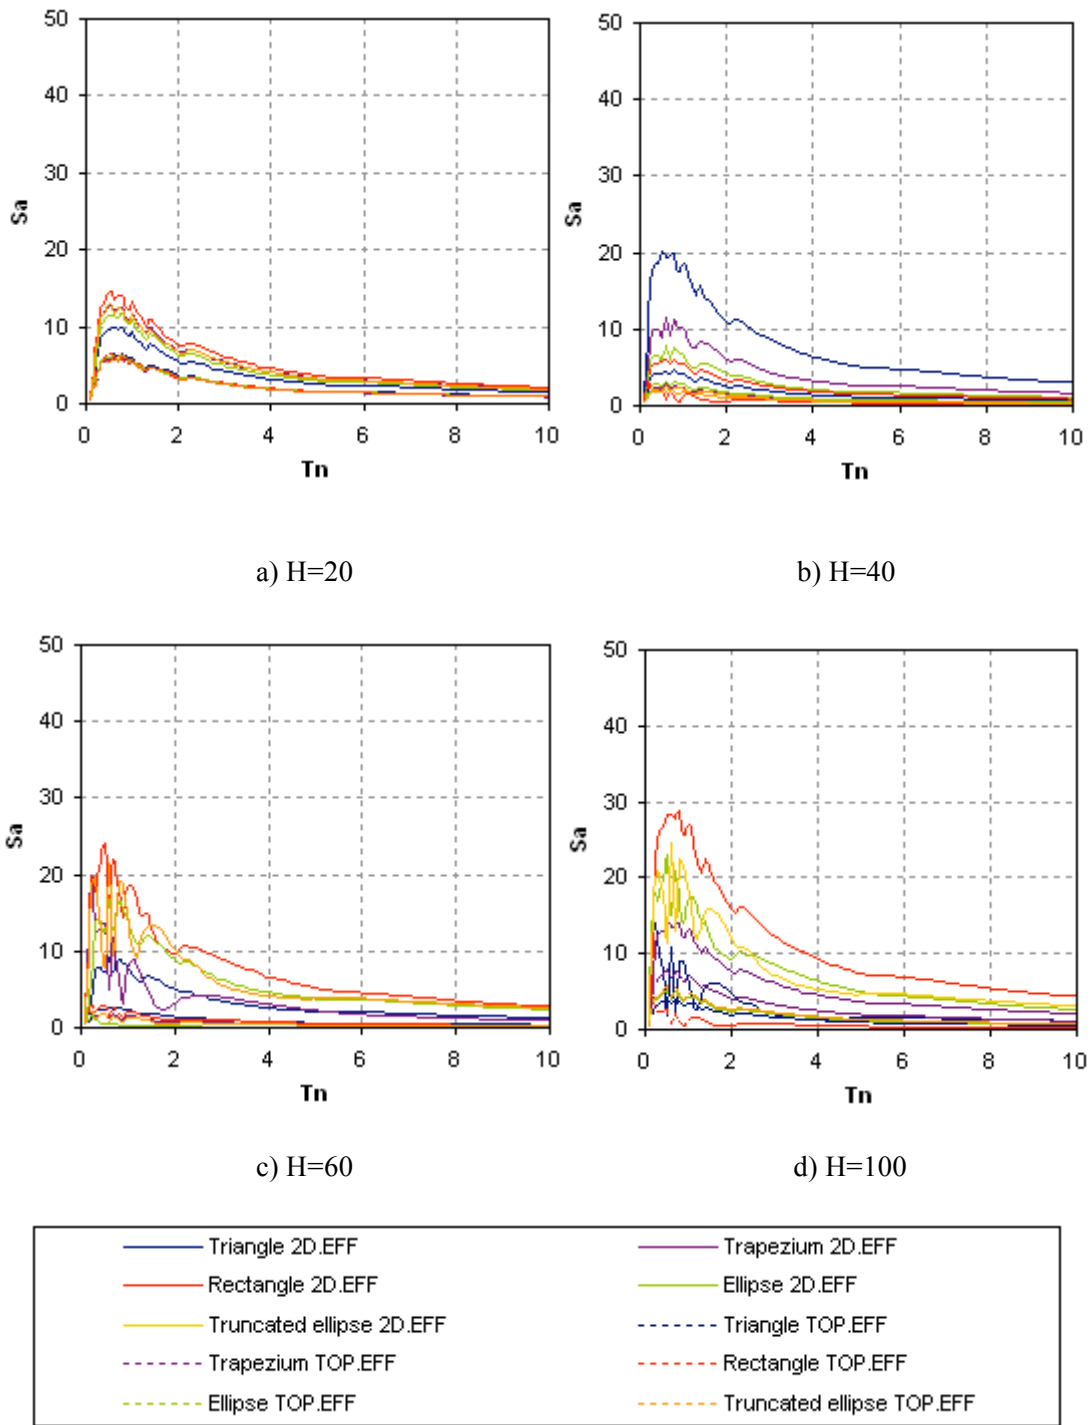 50
40
30
20
10
0
Sa
0 2 4 6 8 10
Tn
a) H=20
50
40
30
20
10
0
Sa
0 2 4 6 8 10
Tn
b) H=40
50
40
30
20
10
0
Sa
0 2 4 6 8 10
Tn
c) H=60
50
40
30
20
10
0
Sa
0 2 4 6 8 10
Tn
d) H=100
Triangle 2D.EFF
Trapezium 2D.EFF
Rectangle 2D.EFF
Ellipse 2D.EFF
Truncated ellipse 2D.EFF
Triangle TOP.EFF
Trapezium TOP.EFF
Rectangle TOP.EFF
Ellipse TOP.EFF
Truncated ellipse TOP.EFF